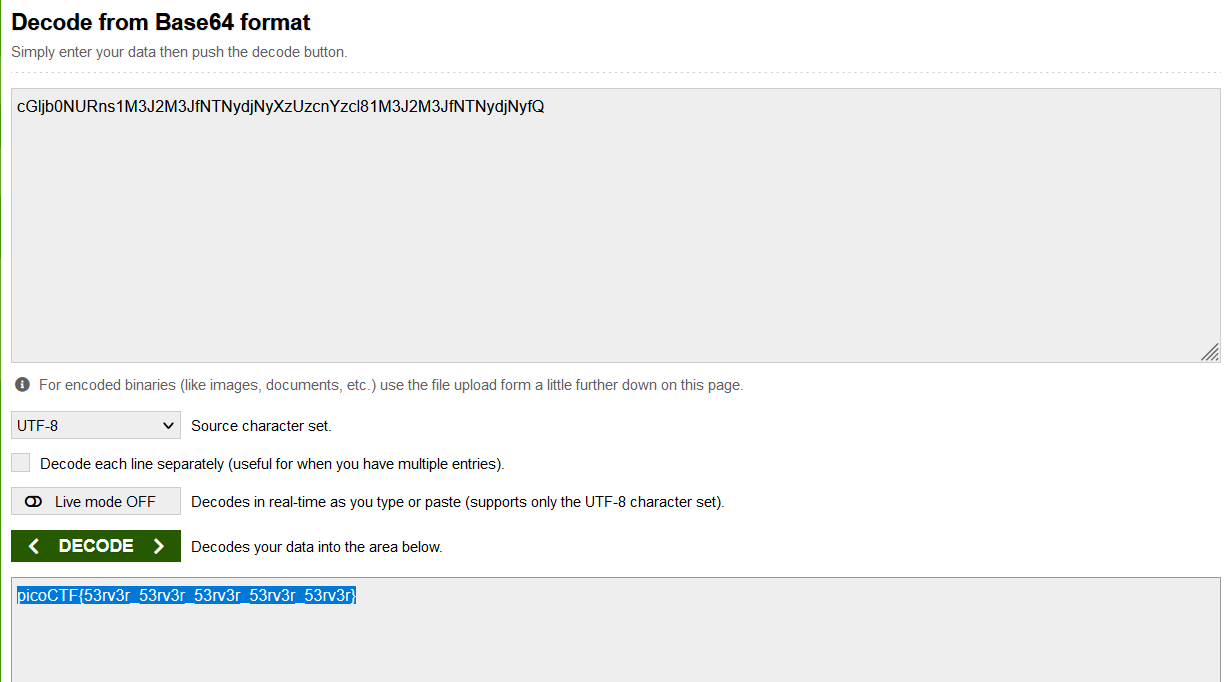 Decode from Base64 format
Simply enter your data then push the decode button.
cGljb0NURns1M3J2M3JfNTNydjNyXzUzcnYzcl81M3J2M3JfNTNydjNyfQ
For encoded binaries (like images, documents, etc.) use the file upload form a little further down on this page.
UTF-8 Source character set.
Decode each line separately (useful for when you have multiple entries).
Live mode OFF Decodes in real-time as you type or paste (supports only the UTF-8 character set).
DECODE Decodes your data into the area below.
picoCTF{53rv3r_53rv3r_53rv3r_53rv3r_53rv3r}